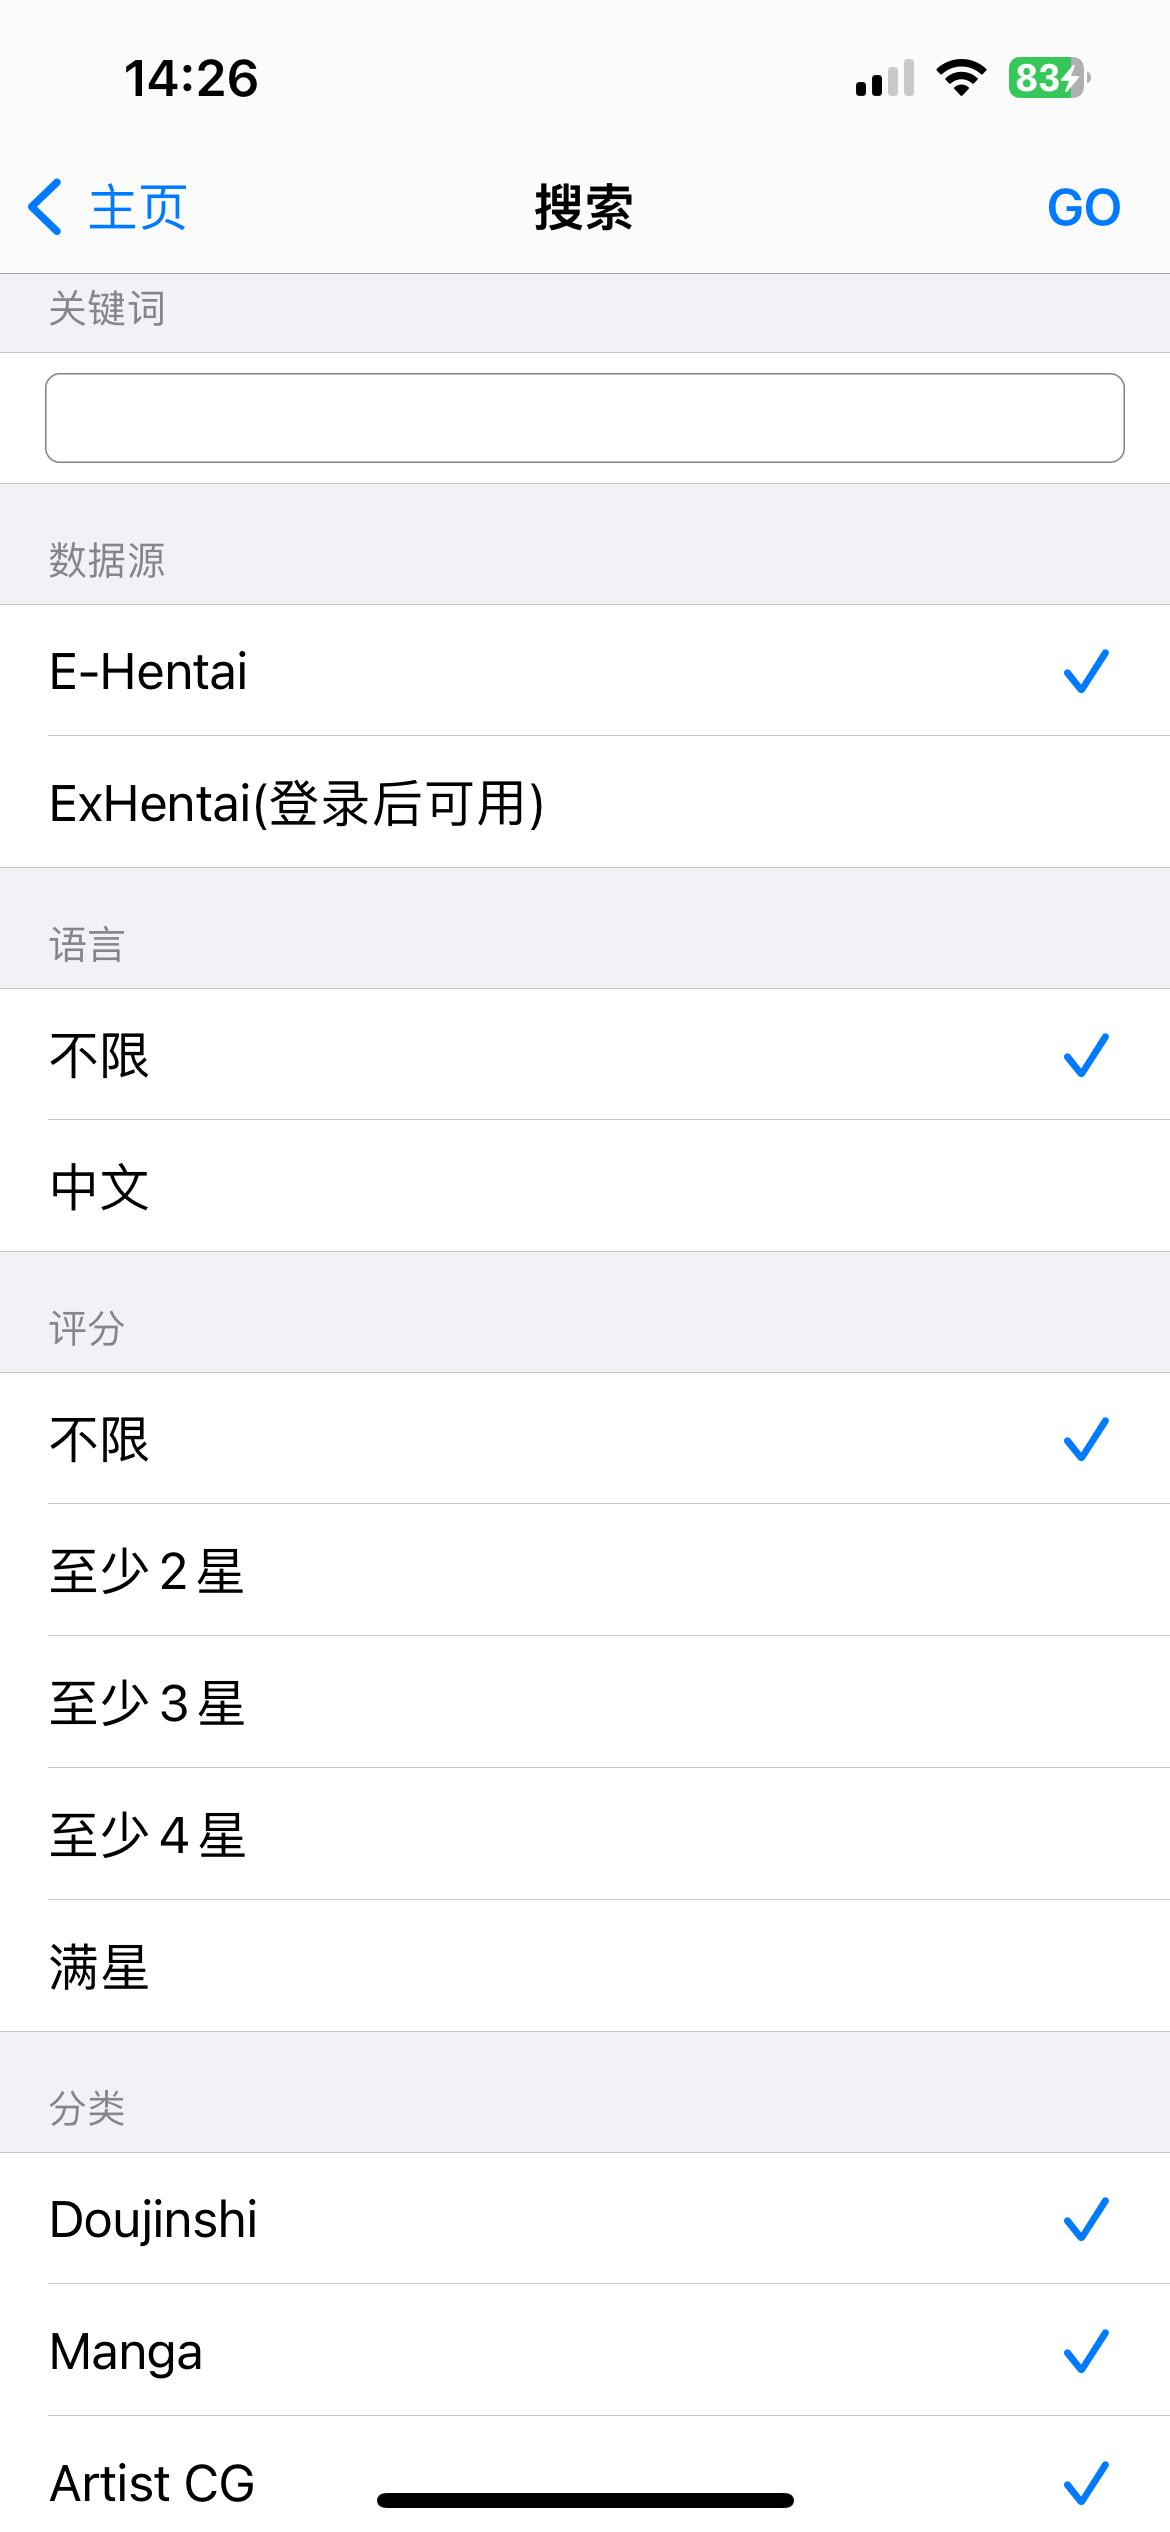 14:26
83
主页
搜索
GO
关键词
数据源
E-Hentai
ExHentai(登录后可用)
语言
不限
中文
评分
不限
至少 2 星
至少 3 星
至少 4 星
满星
分类
Doujinshi
Manga
Artist CG